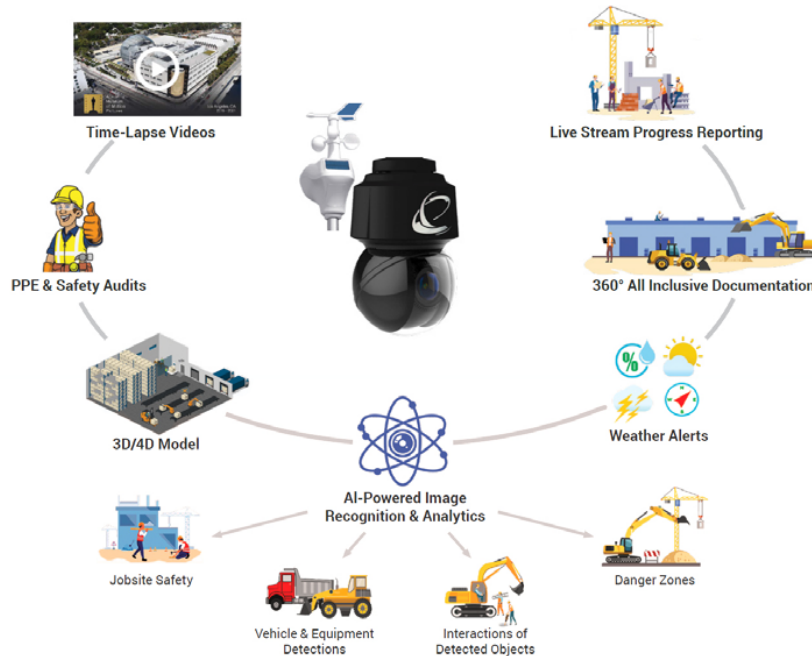 Time-Lapse Videos
Live Stream Progress Reporting
PPE & Safety Audits
360° All Inclusive Documentation
3D/4D Model
%
Weather Alerts
AI-Powered Image
Recognition & Analytics
Jobsite Safety
Danger Zones
Vehicle & Equipment
Detections
Interactions of
Detected Objects